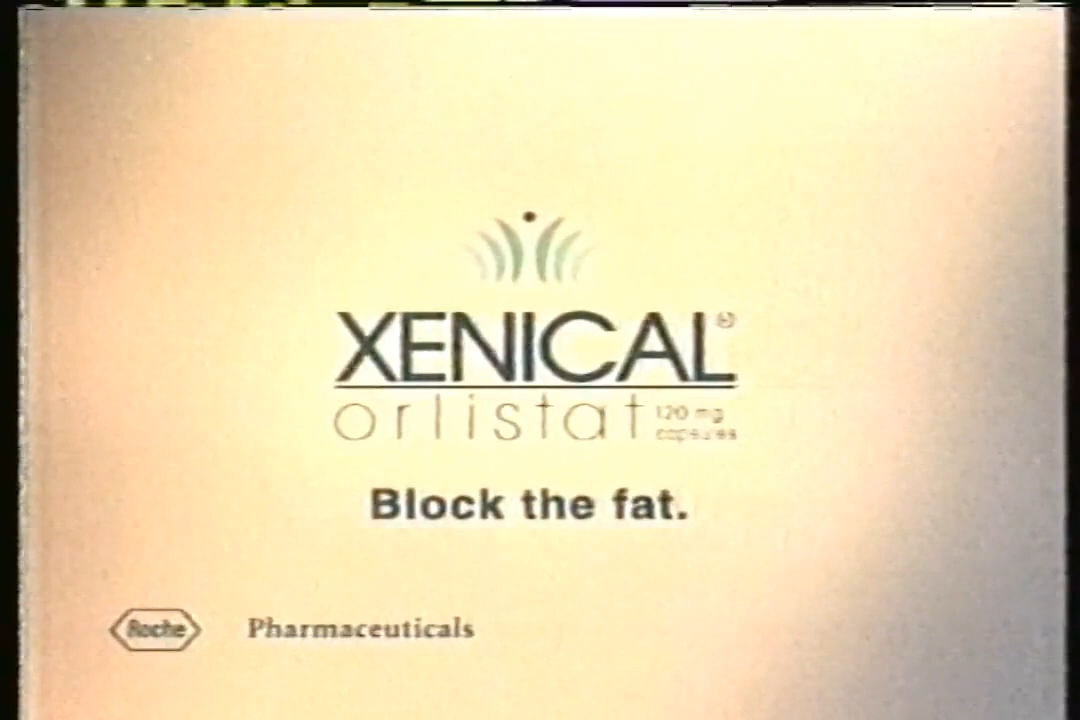 XENICAL®
orlistat 120 mg
capsules
Block the fat.
Roche Pharmaceuticals